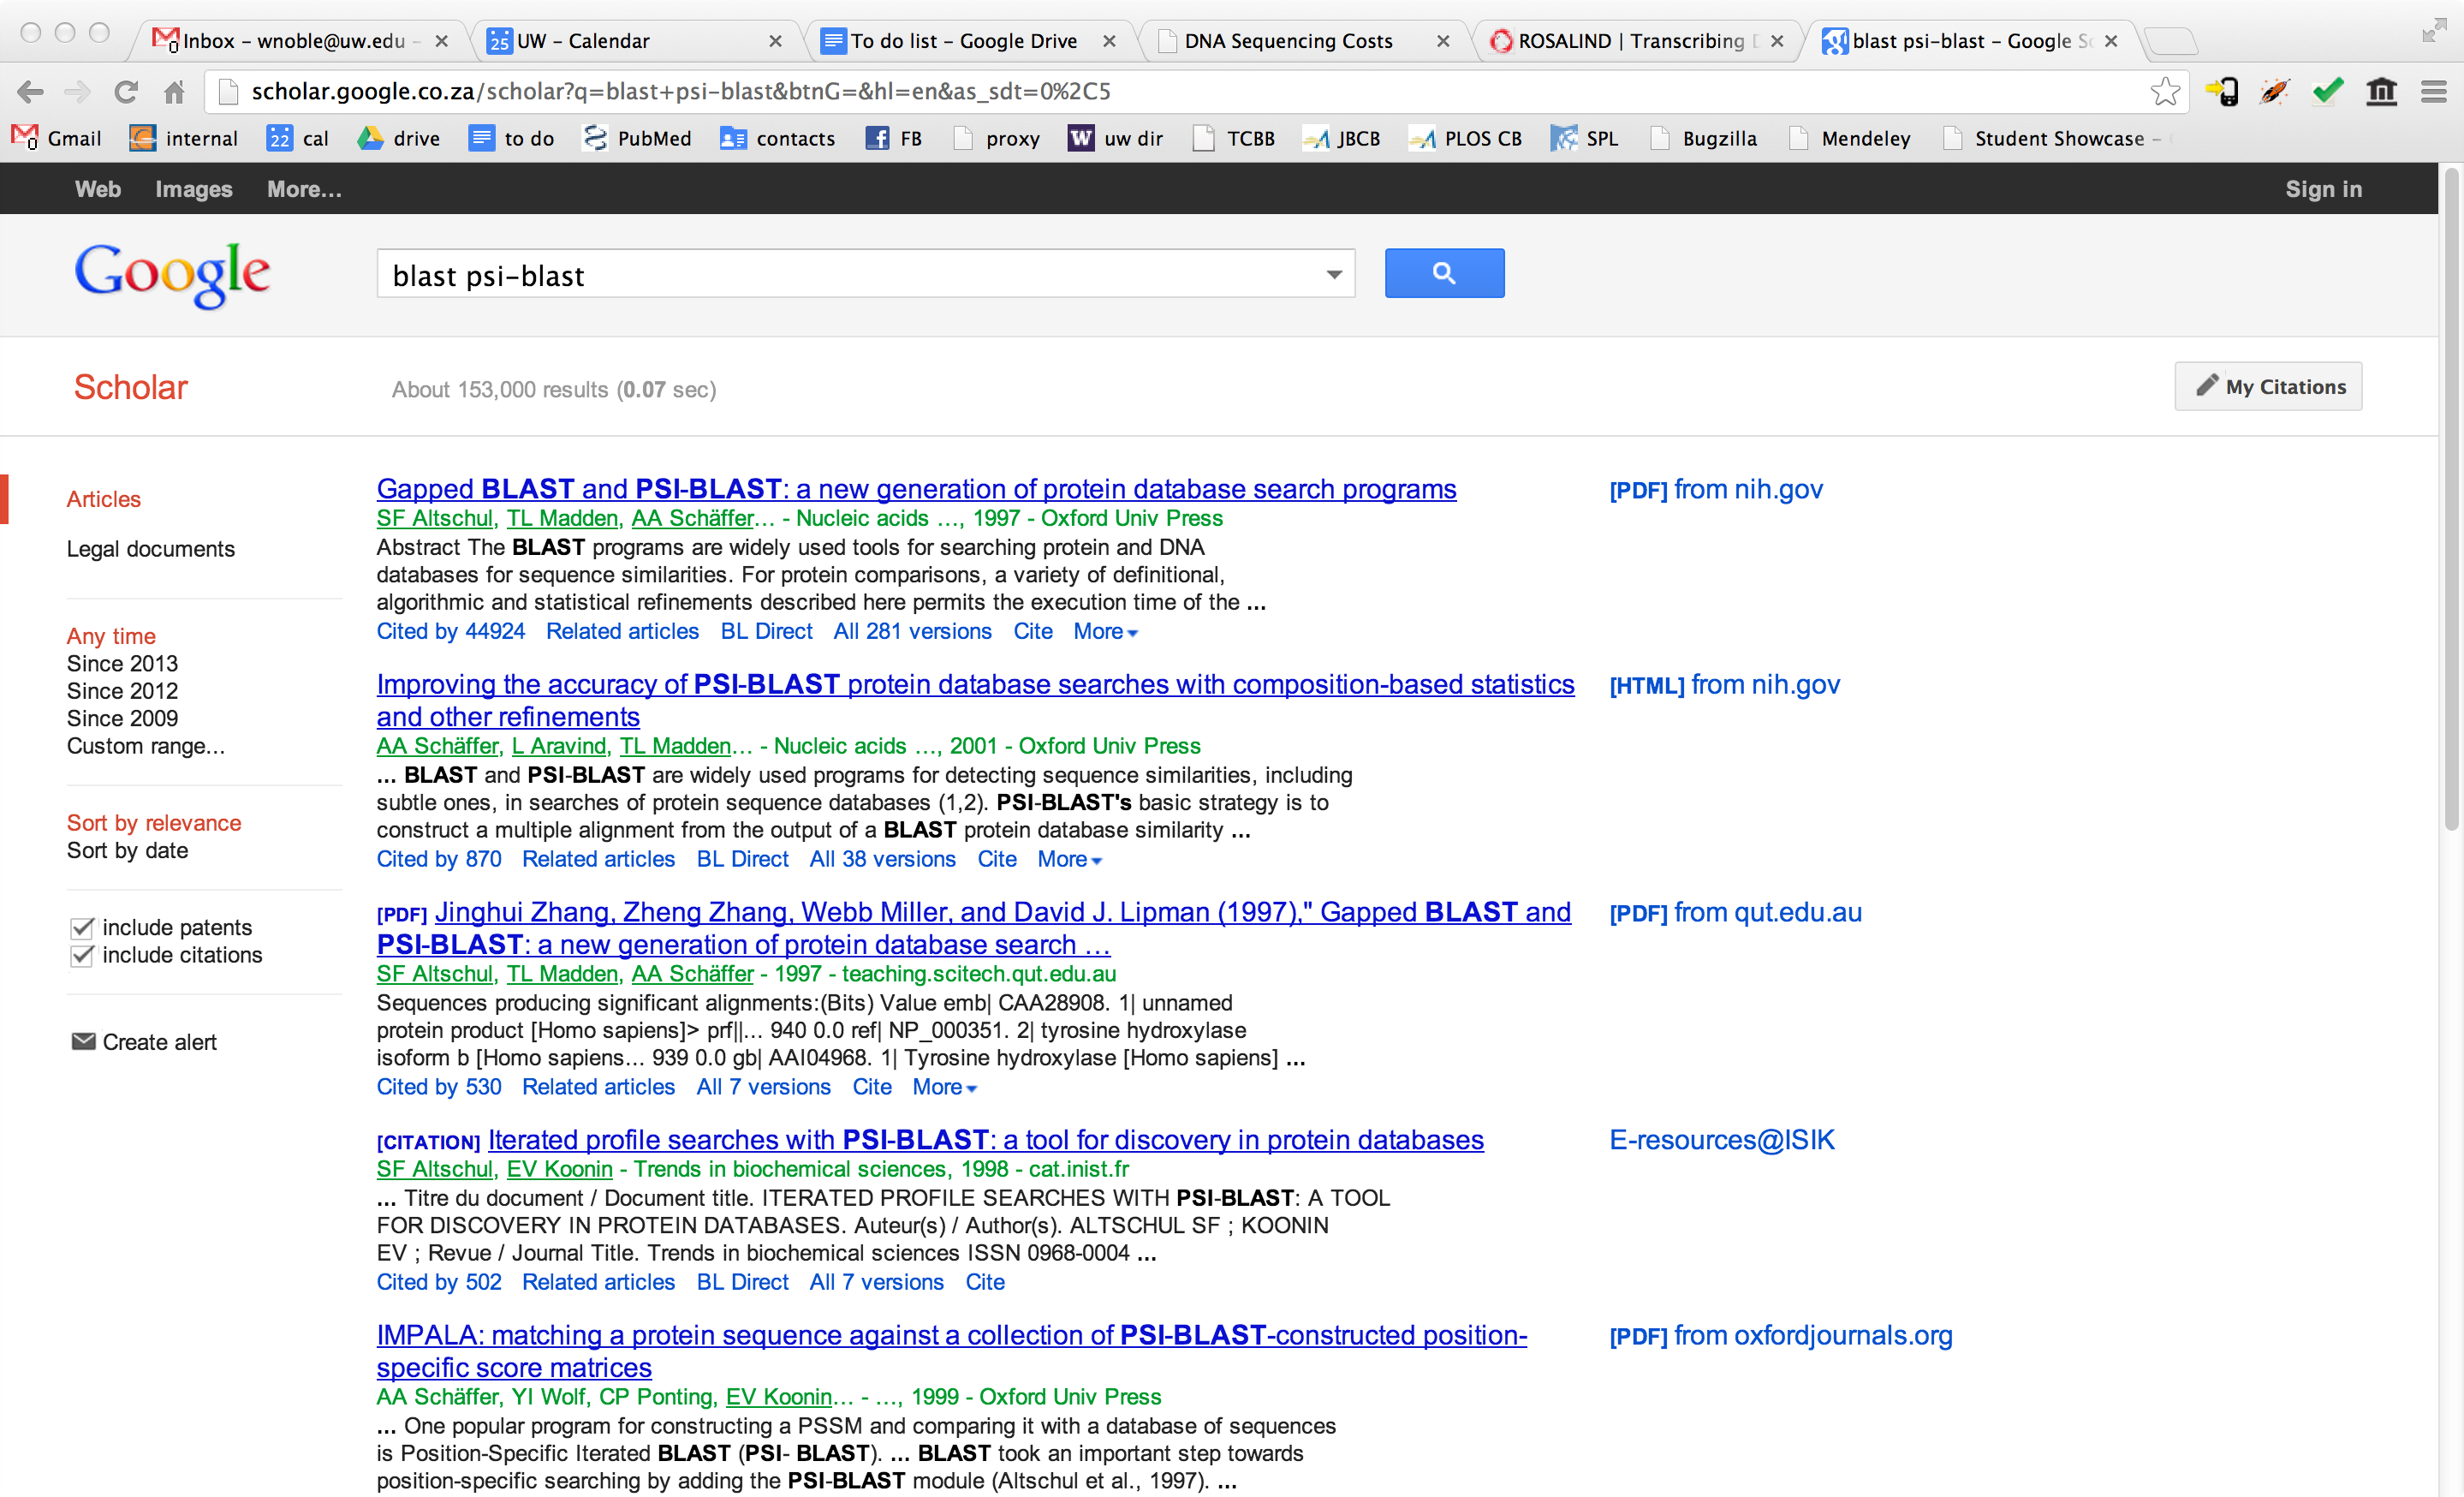 Inbox – wnoble@uw.edu –
UW – Calendar
To do list – Google Drive
DNA Sequencing Costs
ROSALIND | Transcribing D
blast psi-blast – Google Sc
scholar.google.co.za/scholar?q=blast+psi-blast&btnG=&hl=en&as_sdt=0%2C5
Gmail
internal
22 cal
drive
to do
PubMed
contacts
FB
proxy
W uw dir
TCBB
JBCB
PLOS CB
SPL
Bugzilla
Mendeley
Student Showcase –
Web Images More... Sign in
Google
blast psi-blast
Scholar
About 153,000 results (0.07 sec)
My Citations
Articles
Legal documents
Any time
Since 2013
Since 2012
Since 2009
Custom range...
Sort by relevance
Sort by date
include patents
include citations
Create alert
Gapped BLAST and PSI-BLAST: a new generation of protein database search programs
[PDF] from nih.gov
SF Altschul, TL Madden, AA Schäffer... - Nucleic acids ..., 1997 - Oxford Univ Press
Abstract The BLAST programs are widely used tools for searching protein and DNA
databases for sequence similarities. For protein comparisons, a variety of definitional,
algorithmic and statistical refinements described here permits the execution time of the ...
Cited by 44924 Related articles BL Direct All 281 versions Cite More
Improving the accuracy of PSI-BLAST protein database searches with composition-based statistics
and other refinements
[HTML] from nih.gov
AA Schäffer, L Aravind, TL Madden... - Nucleic acids ..., 2001 - Oxford Univ Press
... BLAST and PSI-BLAST are widely used programs for detecting sequence similarities, including
subtle ones, in searches of protein sequence databases (1,2). PSI-BLAST's basic strategy is to
construct a multiple alignment from the output of a BLAST protein database similarity ...
Cited by 870 Related articles BL Direct All 38 versions Cite More
[PDF] Jinghui Zhang, Zheng Zhang, Webb Miller, and David J. Lipman (1997)," Gapped BLAST and
PSI-BLAST: a new generation of protein database search ...
[PDF] from qut.edu.au
SF Altschul, TL Madden, AA Schäffer - 1997 - teaching.scitech.qut.edu.au
Sequences producing significant alignments:(Bits) Value emb| CAA28908. 1| unnamed
protein product [Homo sapiens]> prf||... 940 0.0 ref| NP_000351. 2| tyrosine hydroxylase
isoform b [Homo sapiens... 939 0.0 gb| AAI04968. 1| Tyrosine hydroxylase [Homo sapiens] ...
Cited by 530 Related articles All 7 versions Cite More
[CITATION] Iterated profile searches with PSI-BLAST: a tool for discovery in protein databases
E-resources@ISIK
SF Altschul, EV Koonin - Trends in biochemical sciences, 1998 - cat.inist.fr
... Titre du document / Document title. ITERATED PROFILE SEARCHES WITH PSI-BLAST: A TOOL
FOR DISCOVERY IN PROTEIN DATABASES. Auteur(s) / Author(s). ALTSCHUL SF ; KOONIN
EV ; Revue / Journal Title. Trends in biochemical sciences ISSN 0968-0004 ...
Cited by 502 Related articles BL Direct All 7 versions Cite
IMPALA: matching a protein sequence against a collection of PSI-BLAST-constructed position-
specific score matrices
[PDF] from oxfordjournals.org
AA Schäffer, YI Wolf, CP Ponting, EV Koonin... - ..., 1999 - Oxford Univ Press
... One popular program for constructing a PSSM and comparing it with a database of sequences
is Position-Specific Iterated BLAST (PSI- BLAST). ... BLAST took an important step towards
position-specific searching by adding the PSI-BLAST module (Altschul et al., 1997). ...